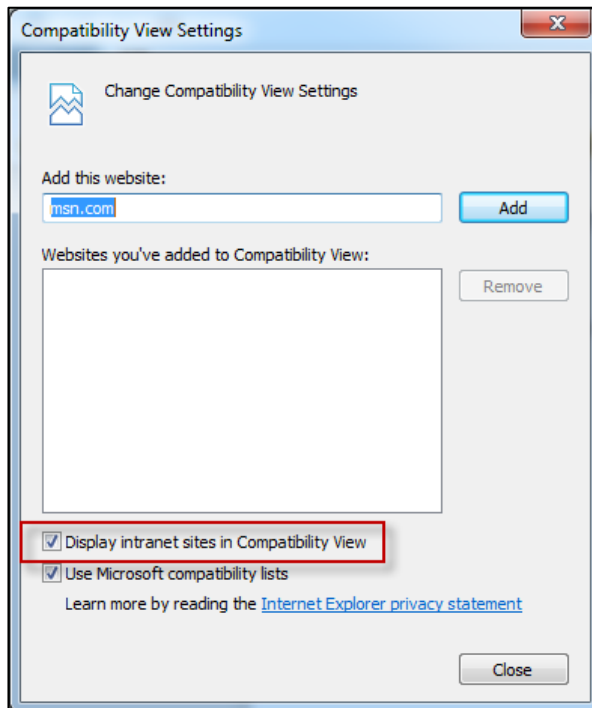 Compatibility View Settings
Change Compatibility View Settings
Add this website:
msn.com
Add
Websites you've added to Compatibility View:
Remove
Display intranet sites in Compatibility View
Use Microsoft compatibility lists
Learn more by reading the Internet Explorer privacy statement
Close